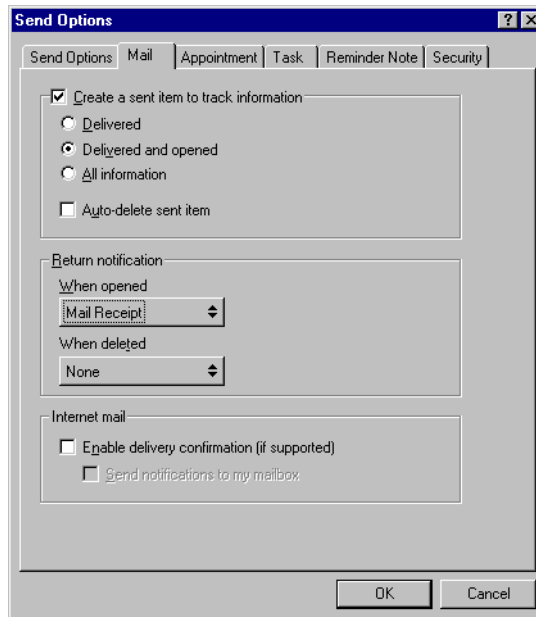 Send Options
Send Options Mail Appointment Task Reminder Note Security
Create a sent item to track information
Delivered
Delivered and opened
All information
Auto-delete sent item
Return notification
When opened
Mail Receipt
When deleted
None
Internet mail
Enable delivery confirmation (if supported)
Send notifications to my mailbox
OK Cancel